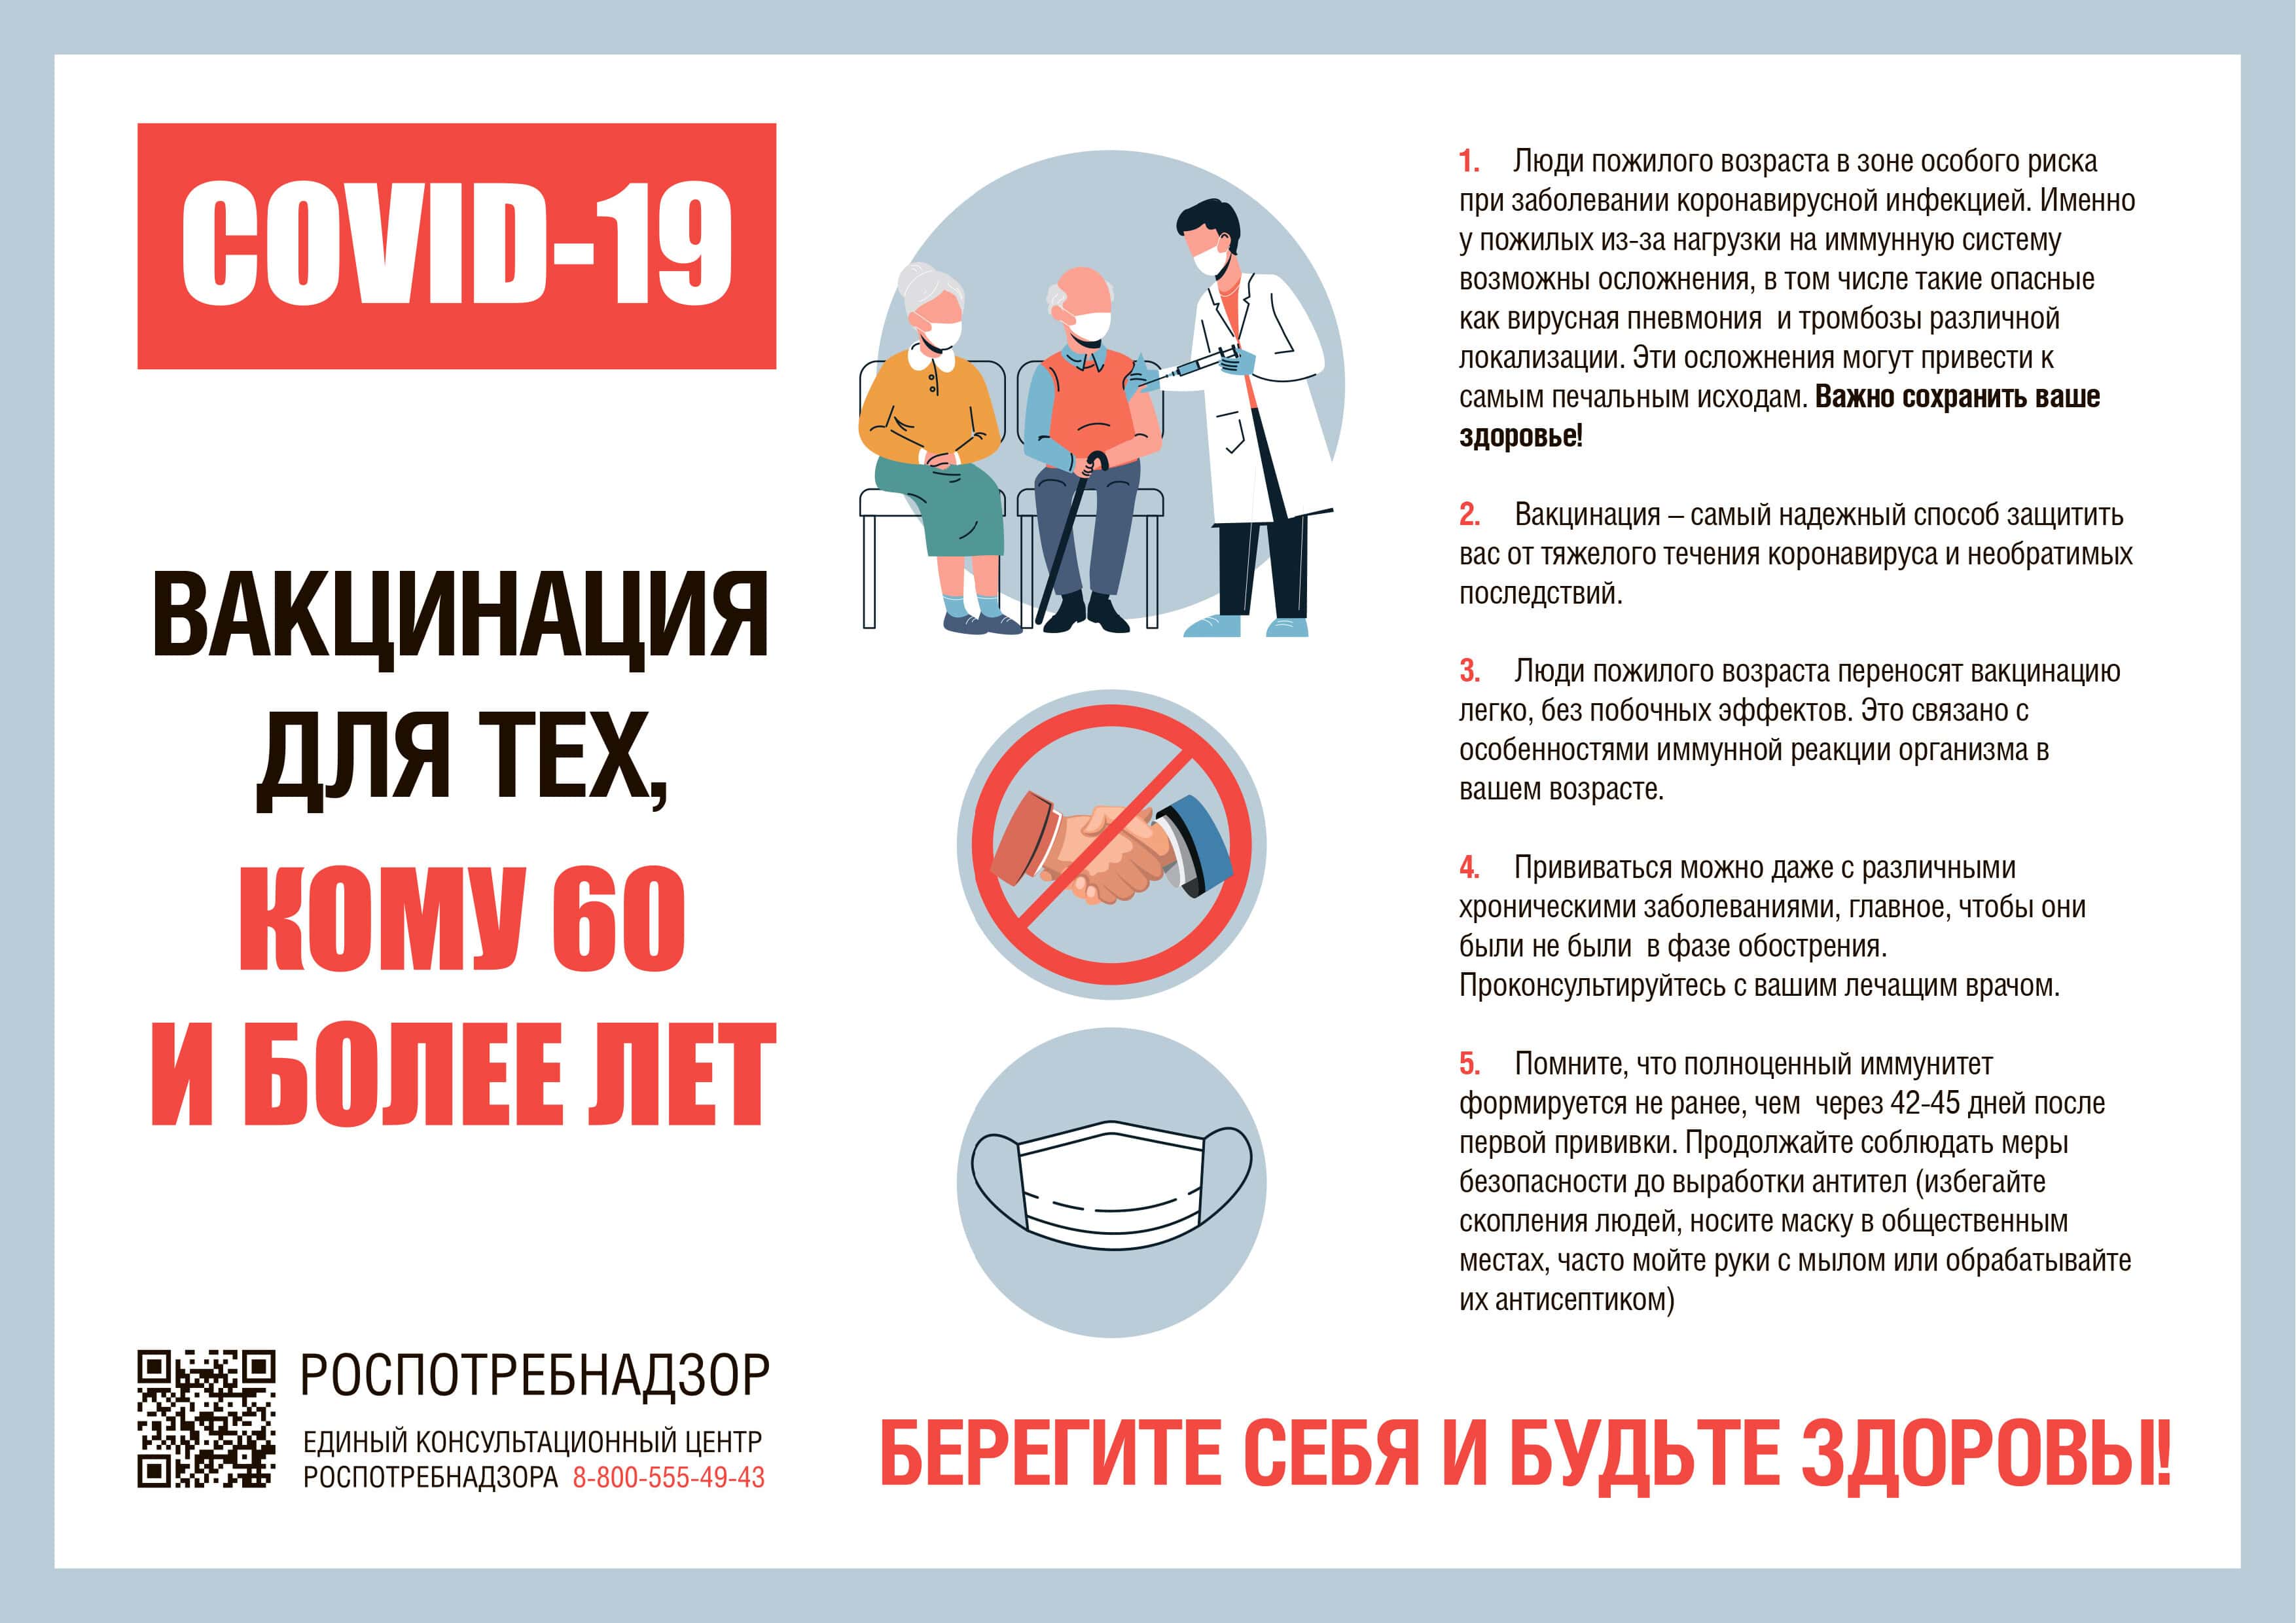 COVID-19
ВАКЦИНАЦИЯ
ДЛЯ ТЕХ,
КОМУ 60
И БОЛЕЕ ЛЕТ
РОСПОТРЕБНАДЗОР
ЕДИНЫЙ КОНСУЛЬТАЦИОННЫЙ ЦЕНТР
РОСПОТРЕБНАДЗОРА 8-800-555-49-43
1. Люди пожилого возраста в зоне особого риска
при заболевании коронавирусной инфекцией. Именно
у пожилых из-за нагрузки на иммунную систему
возможны осложнения, в том числе такие опасные
как вирусная пневмония и тромбозы различной
локализации. Эти осложнения могут привести к
самым печальным исходам. Важно сохранить ваше
здоровье!
2. Вакцинация – самый надежный способ защитить
вас от тяжелого течения коронавируса и необратимых
последствий.
3. Люди пожилого возраста переносят вакцинацию
легко, без побочных эффектов. Это связано с
особенностями иммунной реакции организма в
вашем возрасте.
4. Прививаться можно даже с различными
хроническими заболеваниями, главное, чтобы они
были не были в фазе обострения.
Проконсультируйтесь с вашим лечащим врачом.
5. Помните, что полноценный иммунитет
формируется не ранее, чем через 42-45 дней после
первой прививки. Продолжайте соблюдать меры
безопасности до выработки антител (избегайте
скопления людей, носите маску в общественным
местах, часто мойте руки с мылом или обрабатывайте
их антисептиком)
БЕРЕГИТЕ СЕБЯ И БУДЬТЕ ЗДОРОВЫ!